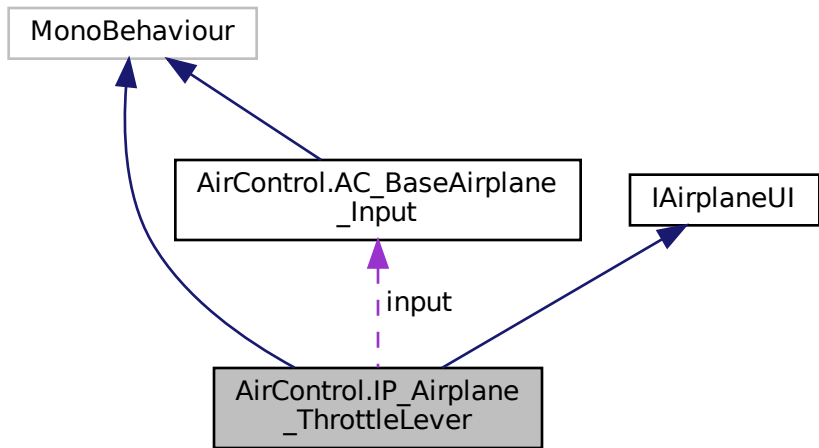 MonoBehaviour
AirControl.AC_BaseAirplane
_Input
IAirplaneUI
input
AirControl.IP_Airplane
_ThrottleLever